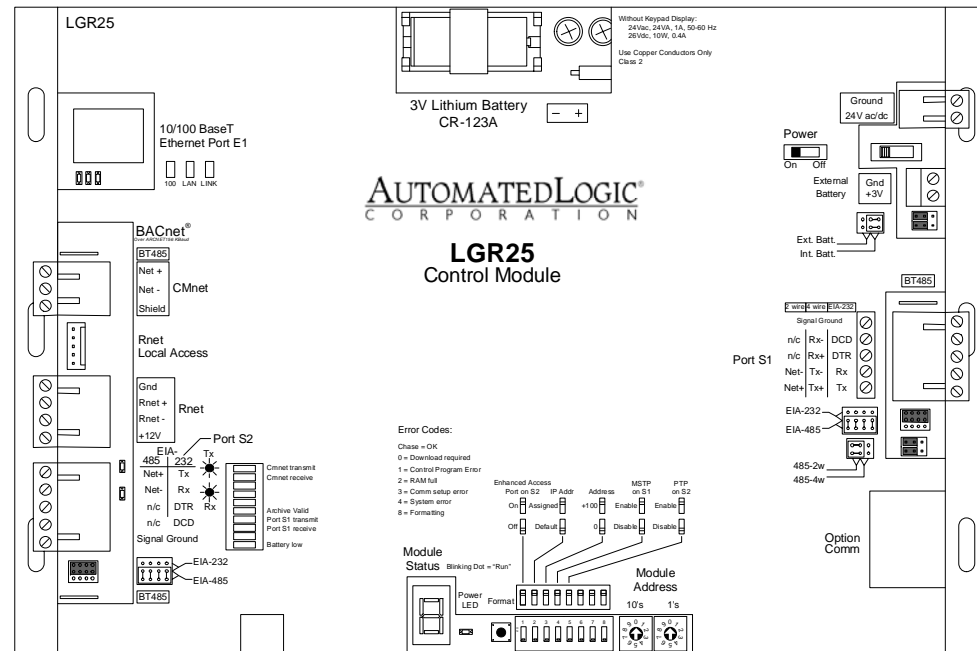 LGR25
Without Keypad Display:
24Vac, 24VA, 1A, 50-60 Hz
26Vdc, 10W, 0.4A
Use Copper Conductors Only
Class 2
3V Lithium Battery
CR-123A
− +
10/100 BaseT
Ethernet Port E1
100 LAN LINK
Ground
24V ac/dc
Power
On Off
External
Battery
Gnd
+3V
Ext. Batt.
Int. Batt.
AUTOMATEDLOGIC®
CORPORATION
LGR25
Control Module
BACnet®
Over ARCNET/156 KBaud
BT485
Net +
Net -
Shield
CMnet
Rnet
Local Access
Gnd
Rnet +
Rnet -
+12V
Rnet
Port S2
EIA-
485 232 Tx
Net+ Tx
Net- Rx
n/c DTR Rx
n/c DCD
Signal Ground
EIA-232
EIA-485
BT485
Cmnet transmit
Cmnet receive
Archive Valid
Port S1 transmit
Port S1 receive
Battery low
BT485
2 wire 4 wire EIA-232
Signal Ground
n/c Rx- DCD
n/c Rx+ DTR
Net- Tx- Rx
Net+ Tx+ Tx
Port S1
EIA-232
EIA-485
485-2w
485-4w
Option
Comm
Error Codes:
Chase = OK
0 = Download required
1 = Control Program Error
2 = RAM full
3 = Comm setup error
4 = System error
8 = Formatting
Enhanced Access
Port on S2
IP Addr
Address
MSTP
on S1
PTP
on S2
On Assigned +100 Enable Enable
Off Default 0 Disable Disable
Module
Status
Blinking Dot = "Run"
Power
LED
Format
1 2 3 4 5 6 7 8
Module
Address
10's 1's